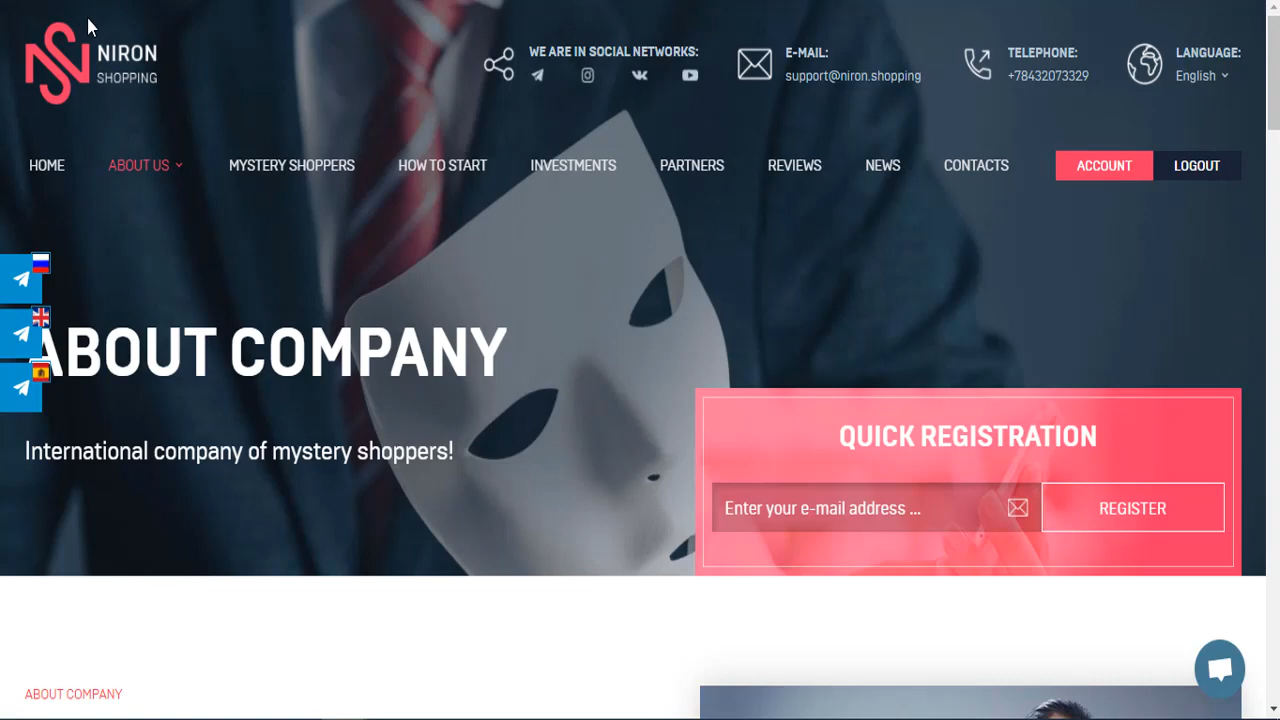 NIRON
SHOPPING
WE ARE IN SOCIAL NETWORKS:
E-MAIL:
support@niron.shopping
TELEPHONE:
+78432073329
LANGUAGE:
English
HOME
ABOUT US
MYSTERY SHOPPERS
HOW TO START
INVESTMENTS
PARTNERS
REVIEWS
NEWS
CONTACTS
ACCOUNT
LOGOUT
ABOUT COMPANY
International company of mystery shoppers!
QUICK REGISTRATION
Enter your e-mail address ...
REGISTER
ABOUT COMPANY